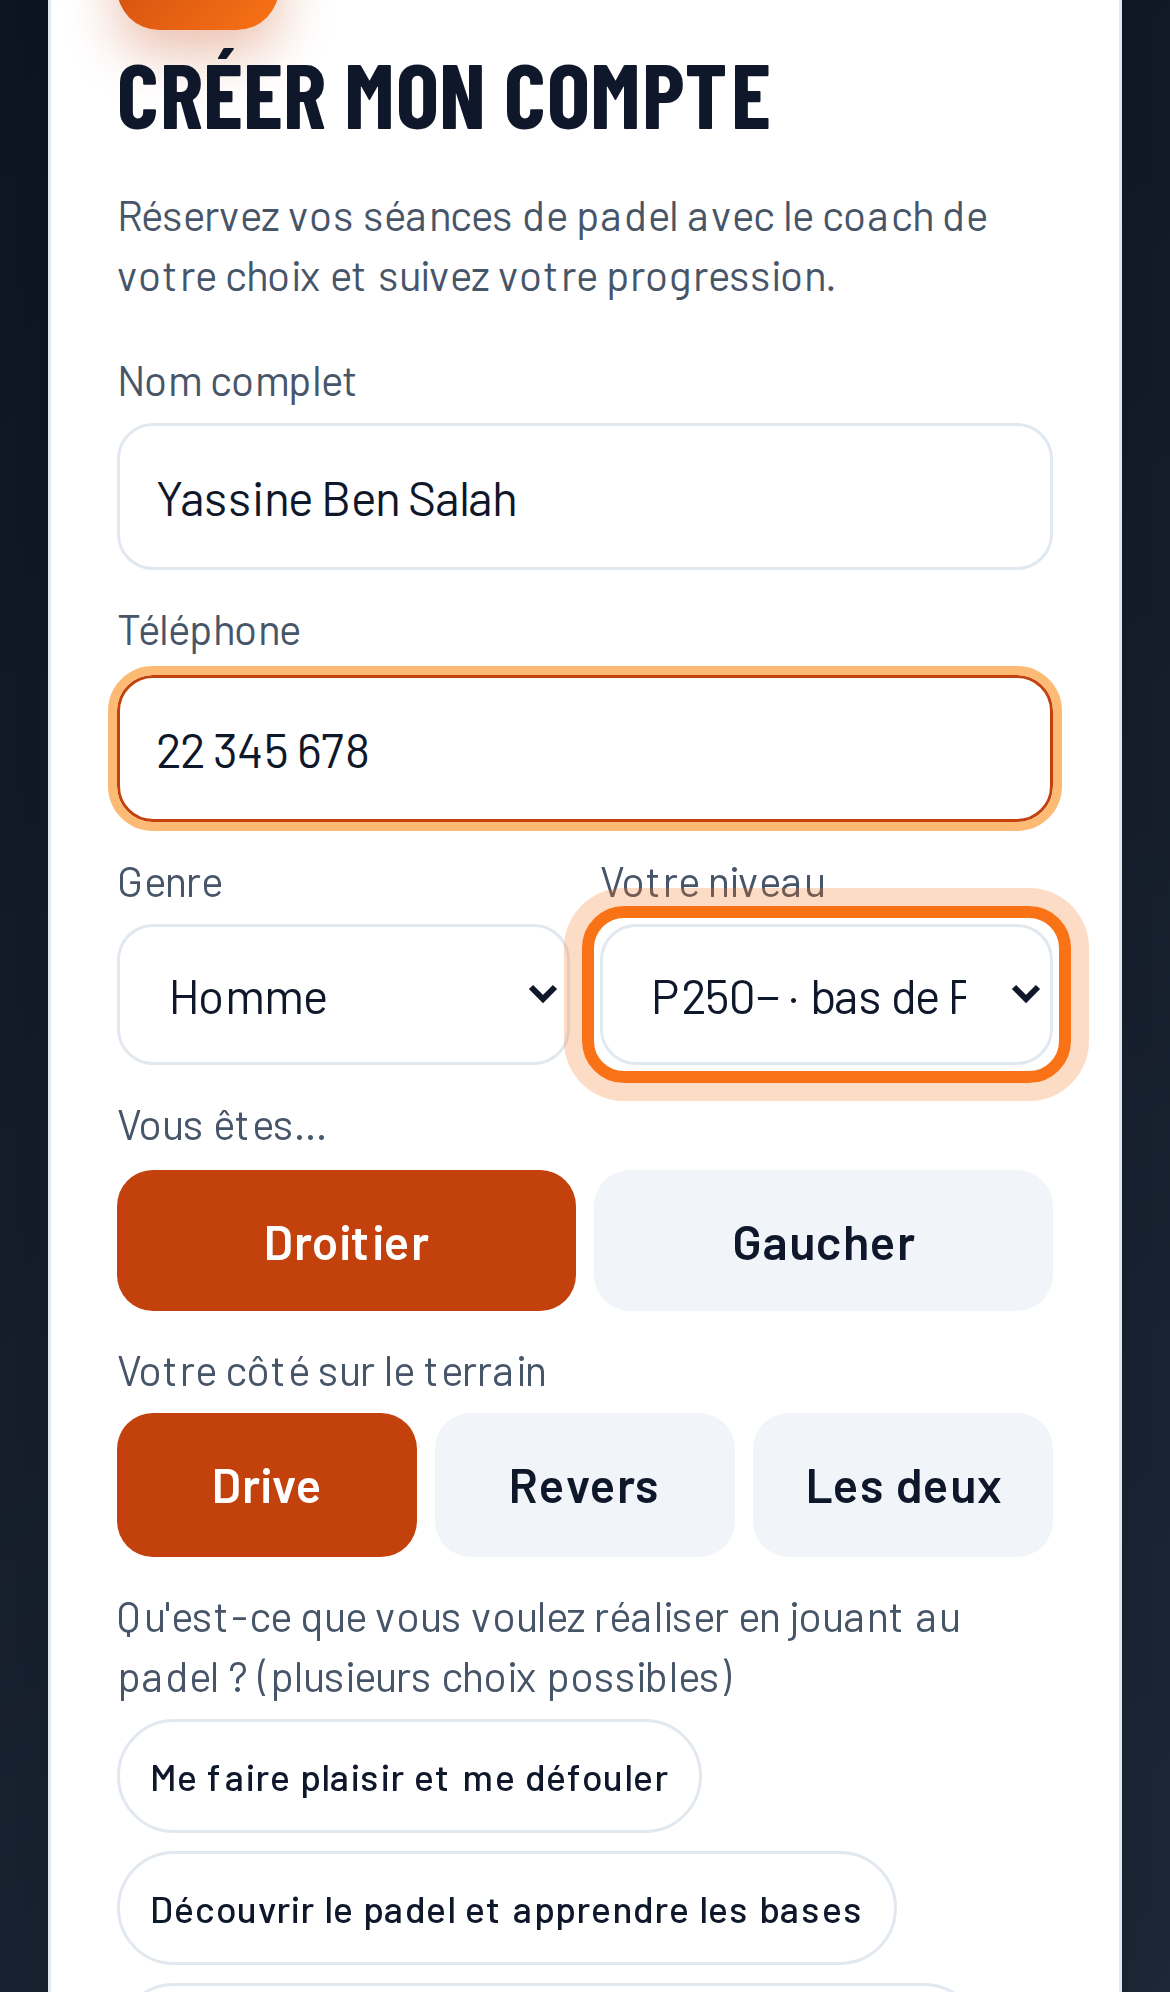 CRÉER MON COMPTE
Réservez vos séances de padel avec le coach de
votre choix et suivez votre progression.
Nom complet
Yassine Ben Salah
Téléphone
22 345 678
Genre
Votre niveau
Homme
P250– · bas de
Vous êtes...
Droitier
Gaucher
Votre côté sur le terrain
Drive
Revers
Les deux
Qu'est-ce que vous voulez réaliser en jouant au
padel ? (plusieurs choix possibles)
Me faire plaisir et me défouler
Découvrir le padel et apprendre les bases